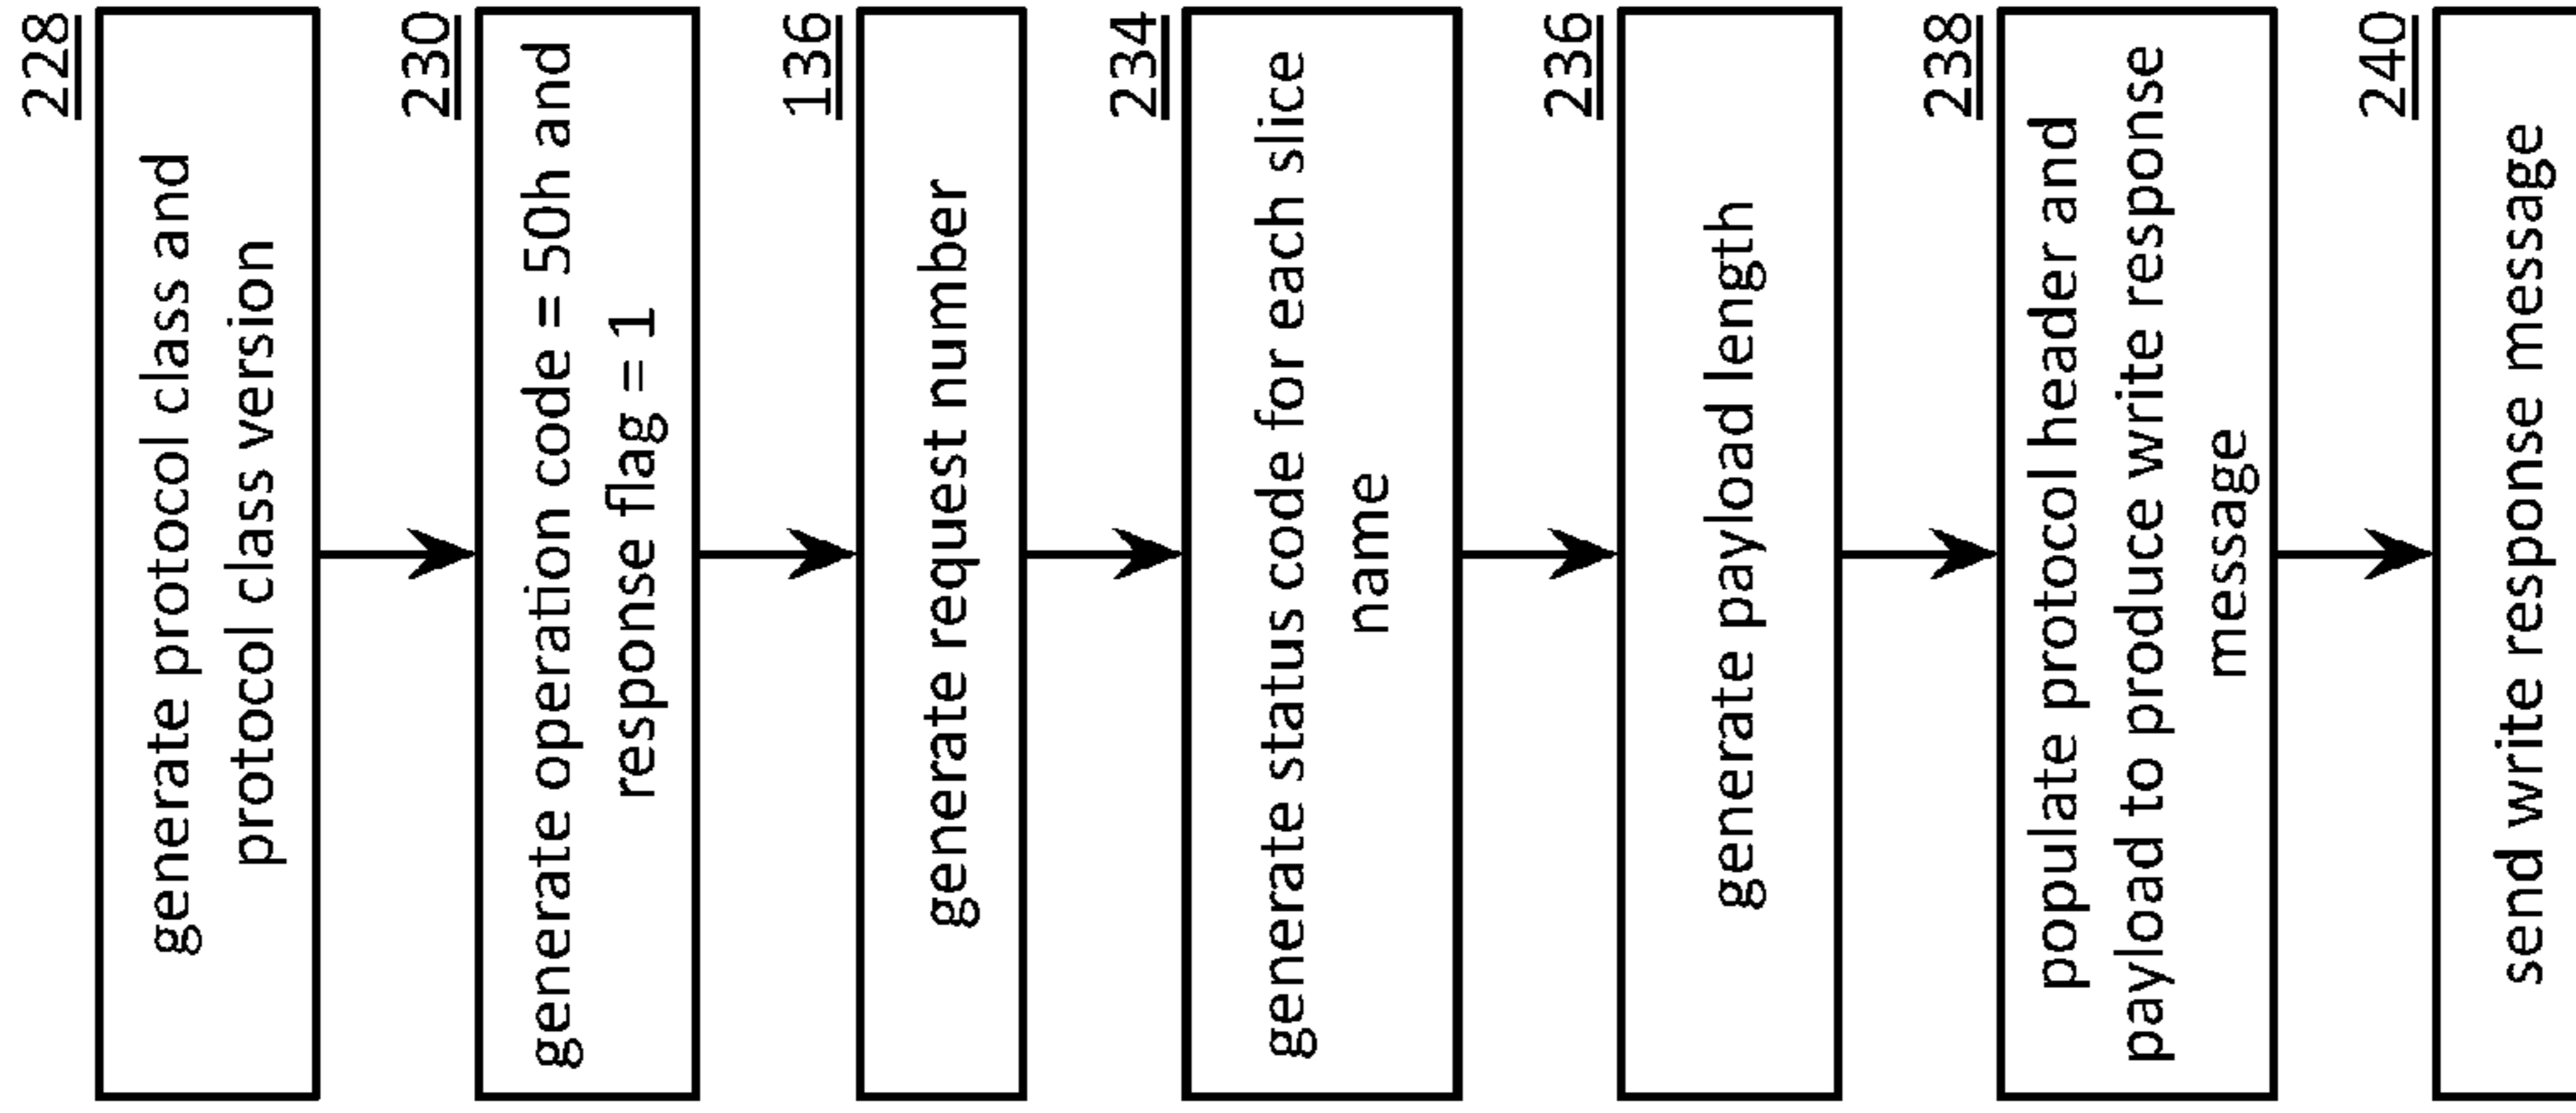 228
generate protocol class and
protocol class version
230
generate operation code = 50h and
response flag = 1
136
generate request number
234
generate status code for each slice
name
236
generate payload length
238
populate protocol header and
payload to produce write response
message
240
send write response message